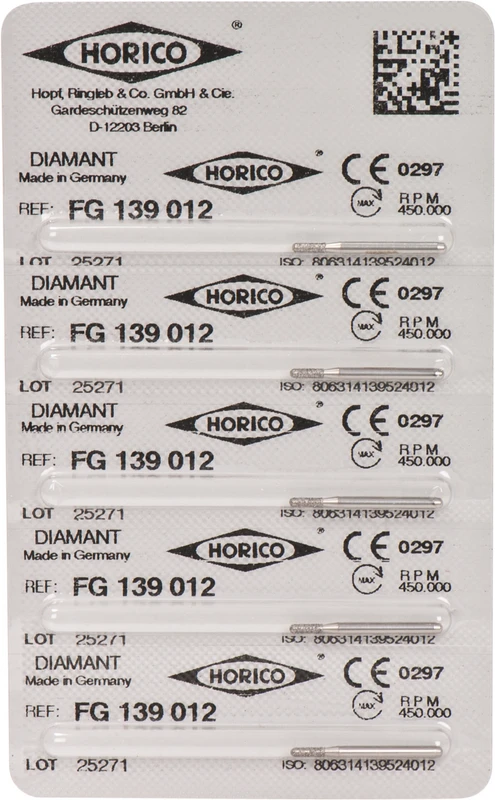 HORICO ®
Hopf, Ringleb & Co. GmbH & Cie.
Gardeschützenweg 82
D-12203 Berlin
DIAMANT HORICO ® CE 0297
Made in Germany
MAX RPM 450.000
REF: FG 139 012
LOT 25271 ISO: 806314139524012
DIAMANT HORICO ® CE 0297
Made in Germany
MAX RPM 450.000
REF: FG 139 012
LOT 25271 ISO: 806314139524012
DIAMANT HORICO ® CE 0297
Made in Germany
MAX RPM 450.000
REF: FG 139 012
LOT 25271 ISO: 806314139524012
DIAMANT HORICO ® CE 0297
Made in Germany
MAX RPM 450.000
REF: FG 139 012
LOT 25271 ISO: 806314139524012
DIAMANT HORICO ® CE 0297
Made in Germany
MAX RPM 450.000
REF: FG 139 012
LOT 25271 ISO: 806314139524012